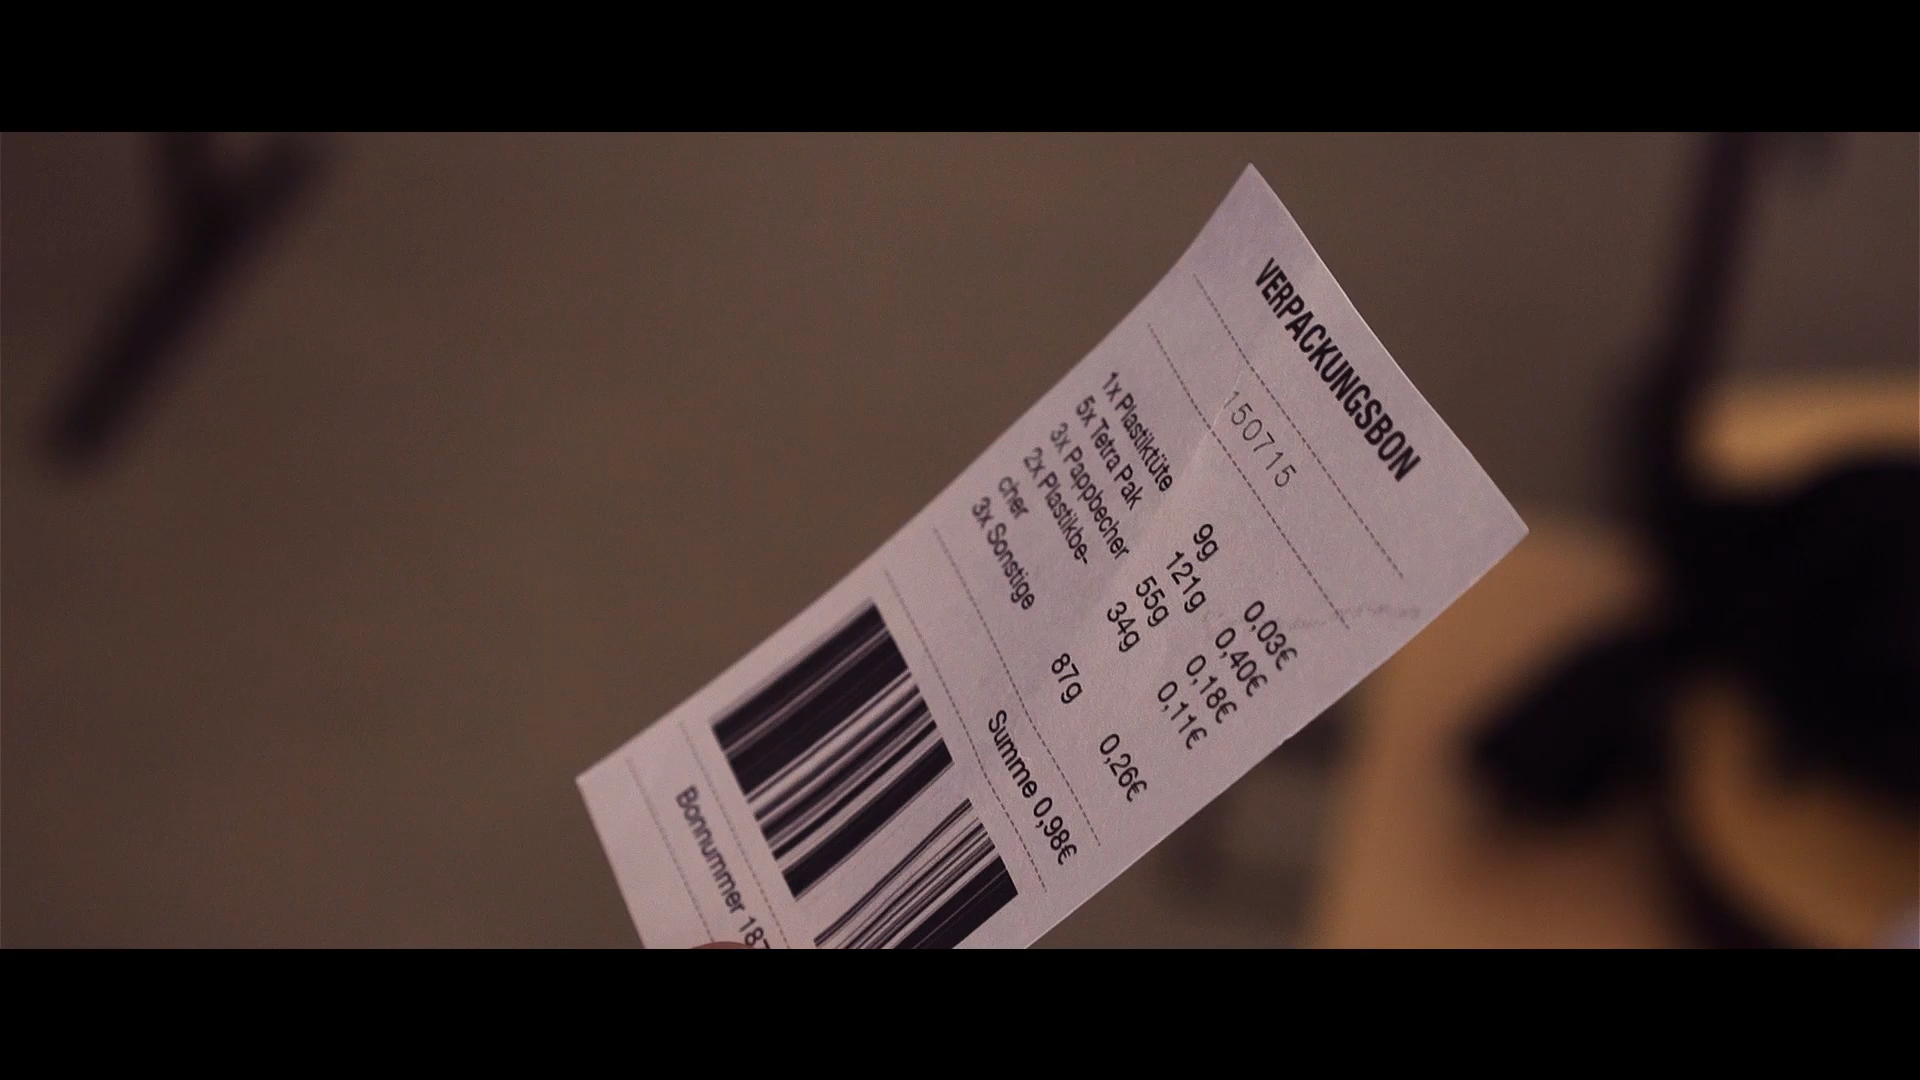 VERPACKUNGSBON
150715
1x Plastiktüte 9g 0,03€
5x Tetra Pak 121g 0,40€
3x Pappbecher 55g 0,18€
2x Plastikbe- 34g 0,11€
cher
3x Sonstige 87g 0,26€
Summe 0,98€
Bonnummer